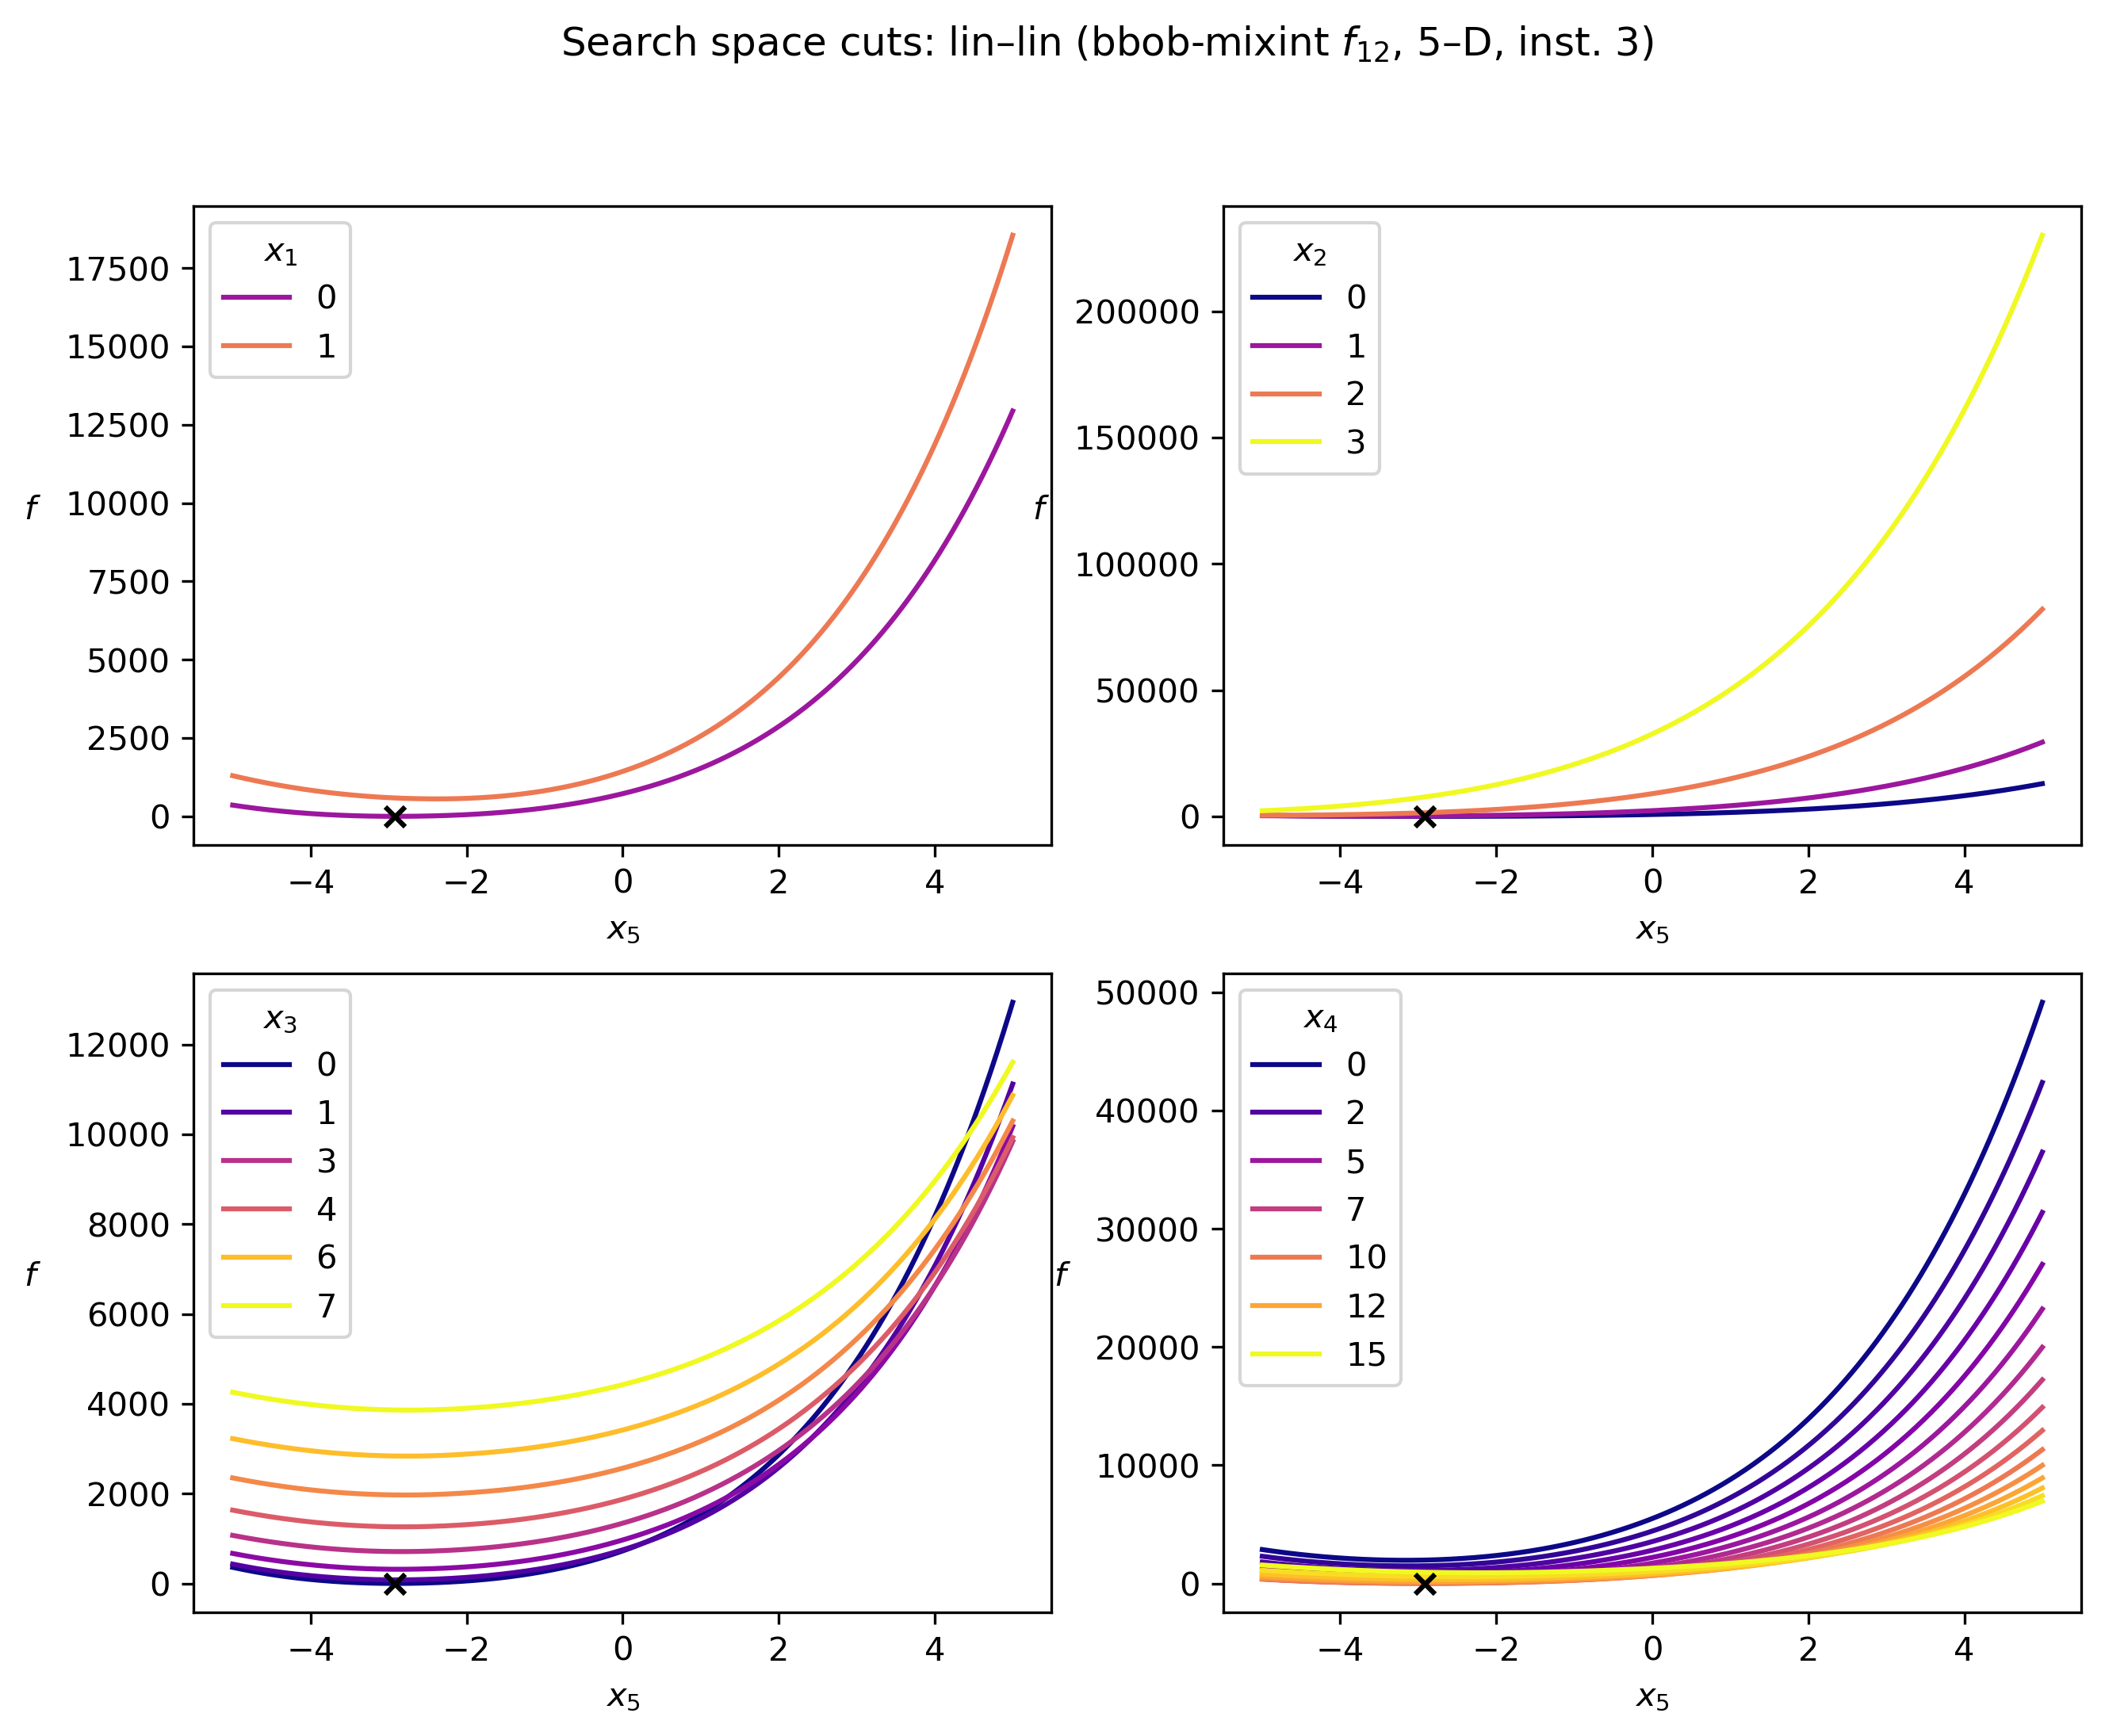 Search space cuts: lin–lin (bbob-mixint f₁₂, 5–D, inst. 3)
x₁
0
1
17500
15000
12500
10000
7500
5000
2500
0
f
−4 −2 0 2 4
x₅
x₂
0
1
2
3
200000
150000
100000
50000
0
f
−4 −2 0 2 4
x₅
x₃
0
1
3
4
6
7
12000
10000
8000
6000
4000
2000
0
f
−4 −2 0 2 4
x₅
x₄
0
2
5
7
10
12
15
50000
40000
30000
20000
10000
0
f
−4 −2 0 2 4
x₅